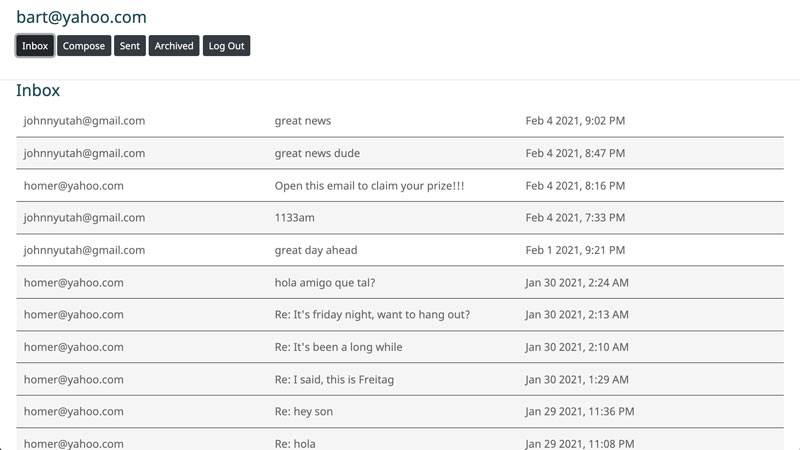 bart@yahoo.com
Inbox Compose Sent Archived Log Out
Inbox
johnnyutah@gmail.com great news Feb 4 2021, 9:02 PM
johnnyutah@gmail.com great news dude Feb 4 2021, 8:47 PM
homer@yahoo.com Open this email to claim your prize!!! Feb 4 2021, 8:16 PM
johnnyutah@gmail.com 1133am Feb 4 2021, 7:33 PM
johnnyutah@gmail.com great day ahead Feb 1 2021, 9:21 PM
homer@yahoo.com hola amigo que tal? Jan 30 2021, 2:24 AM
homer@yahoo.com Re: It's friday night, want to hang out? Jan 30 2021, 2:13 AM
homer@yahoo.com Re: It's been a long while Jan 30 2021, 2:10 AM
homer@yahoo.com Re: I said, this is Freitag Jan 30 2021, 1:29 AM
homer@yahoo.com Re: hey son Jan 29 2021, 11:36 PM
homer@yahoo.com Re: hola Jan 29 2021, 11:08 PM